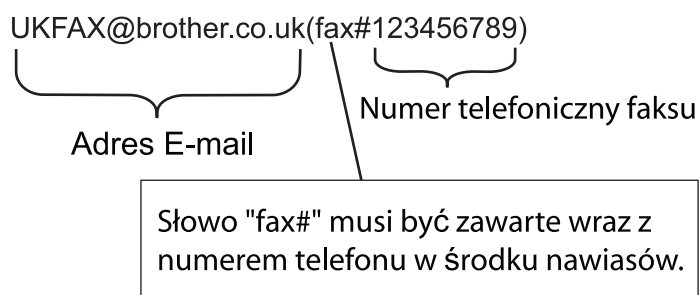 UKFAX@brother.co.uk(fax#123456789)
Numer telefoniczny faksu
Adres E-mail
Słowo "fax#" musi być zawarte wraz z
numerem telefonu w środku nawiasów.